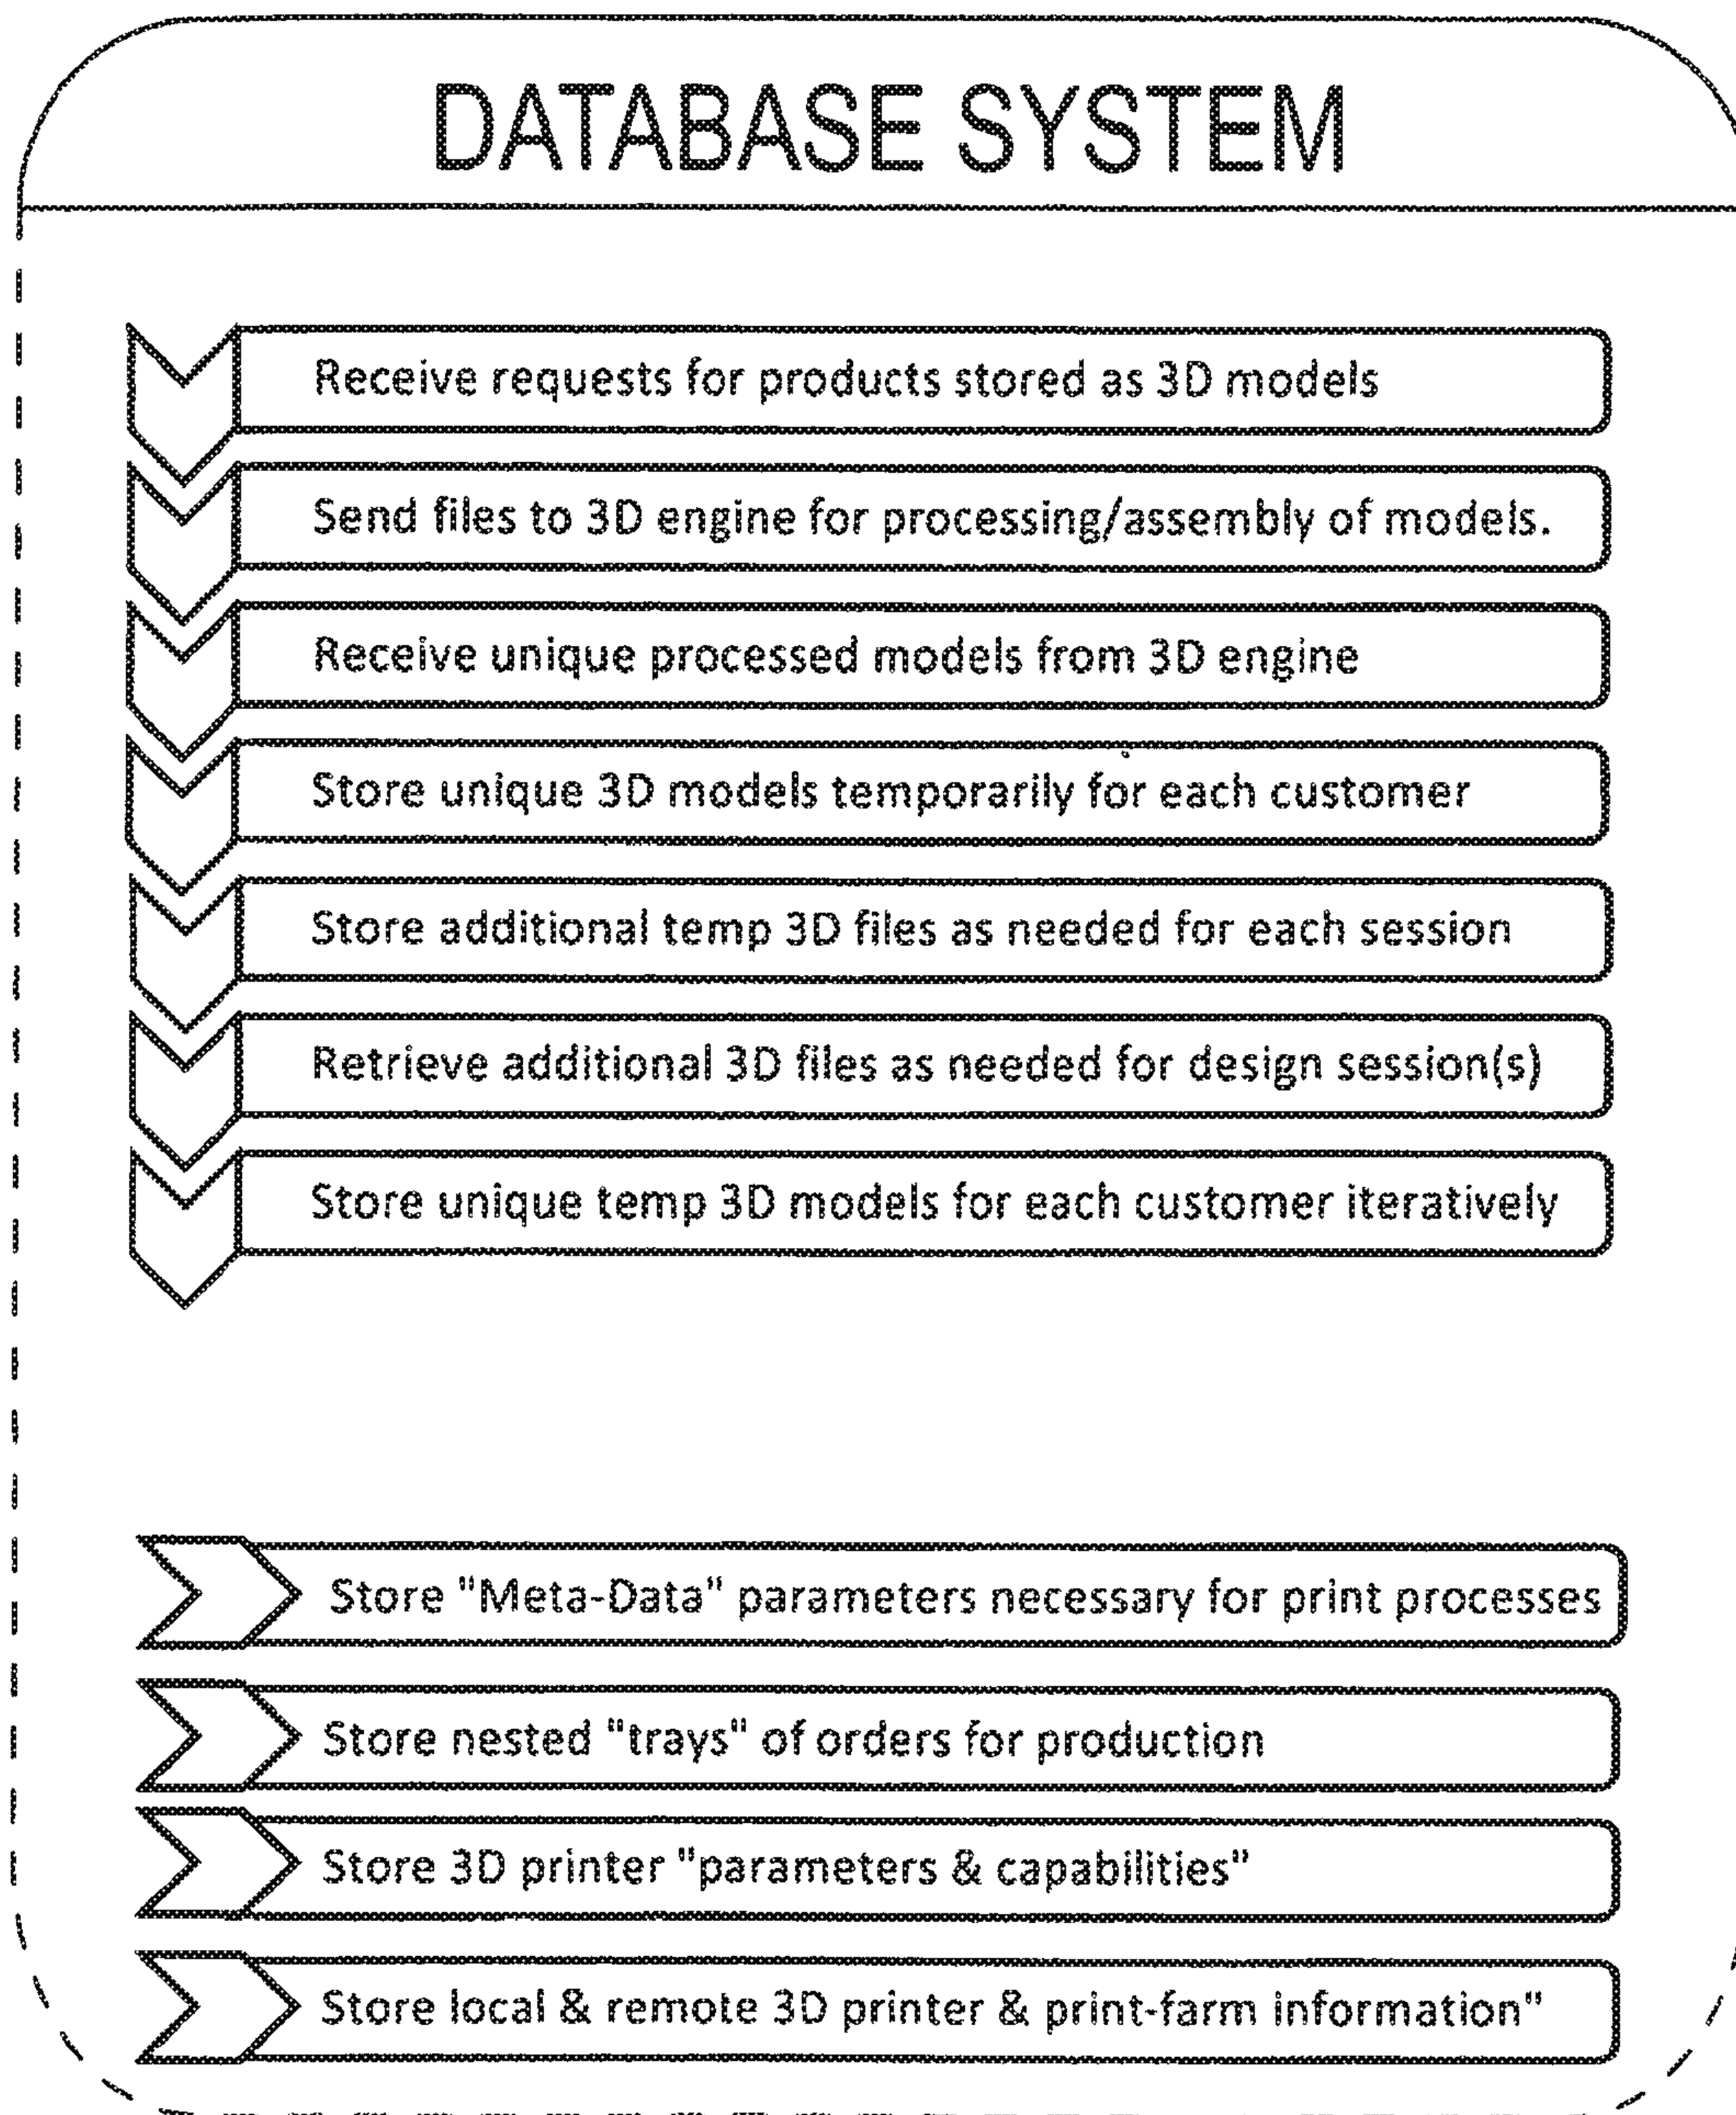 DATABASE SYSTEM
Receive requests for products stored as 3D models
Send files to 3D engine for processing/assembly of models.
Receive unique processed models from 3D engine
Store unique 3D models temporarily for each customer
Store additional temp 3D files as needed for each session
Retrieve additional 3D files as needed for design session(s)
Store unique temp 3D models for each customer iteratively
Store "Meta-Data" parameters necessary for print processes
Store nested "trays" of orders for production
Store 3D printer "parameters & capabilities"
Store local & remote 3D printer & print-farm information"